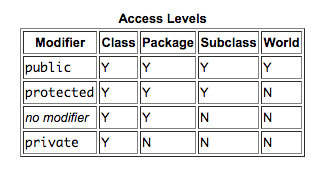 Access Levels
Modifier Class Package Subclass World
public Y Y Y Y
protected Y Y Y N
no modifier Y Y N N
private Y N N N